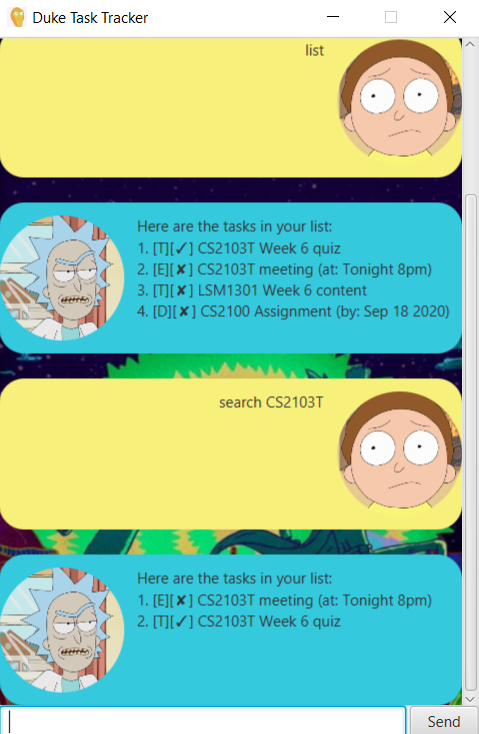 Duke Task Tracker
list
Here are the tasks in your list:
1. [T][✓] CS2103T Week 6 quiz
2. [E][✘] CS2103T meeting (at: Tonight 8pm)
3. [T][✘] LSM1301 Week 6 content
4. [D][✘] CS2100 Assignment (by: Sep 18 2020)
search CS2103T
Here are the tasks in your list:
1. [E][✘] CS2103T meeting (at: Tonight 8pm)
2. [T][✓] CS2103T Week 6 quiz
Send